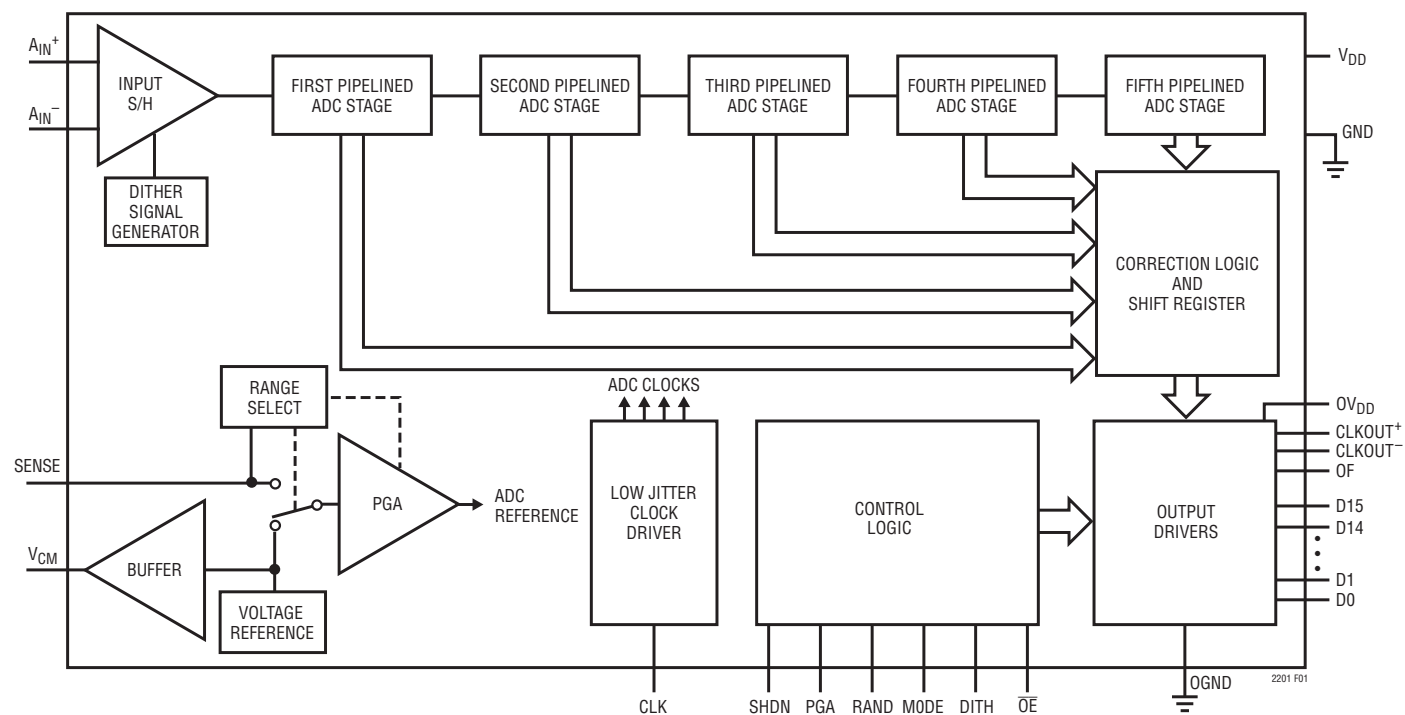 AIN+
AIN−
INPUT
S/H
DITHER
SIGNAL
GENERATOR
FIRST PIPELINED
ADC STAGE
SECOND PIPELINED
ADC STAGE
THIRD PIPELINED
ADC STAGE
FOURTH PIPELINED
ADC STAGE
FIFTH PIPELINED
ADC STAGE
VDD
GND
CORRECTION LOGIC
AND
SHIFT REGISTER
RANGE
SELECT
SENSE
PGA
ADC
REFERENCE
VCM
BUFFER
VOLTAGE
REFERENCE
ADC CLOCKS
LOW JITTER
CLOCK
DRIVER
CONTROL
LOGIC
OUTPUT
DRIVERS
OVDD
CLKOUT+
CLKOUT−
OF
D15
D14
D1
D0
OGND
CLK
SHDN
PGA
RAND
MODE
DITH
OE
2201 F01